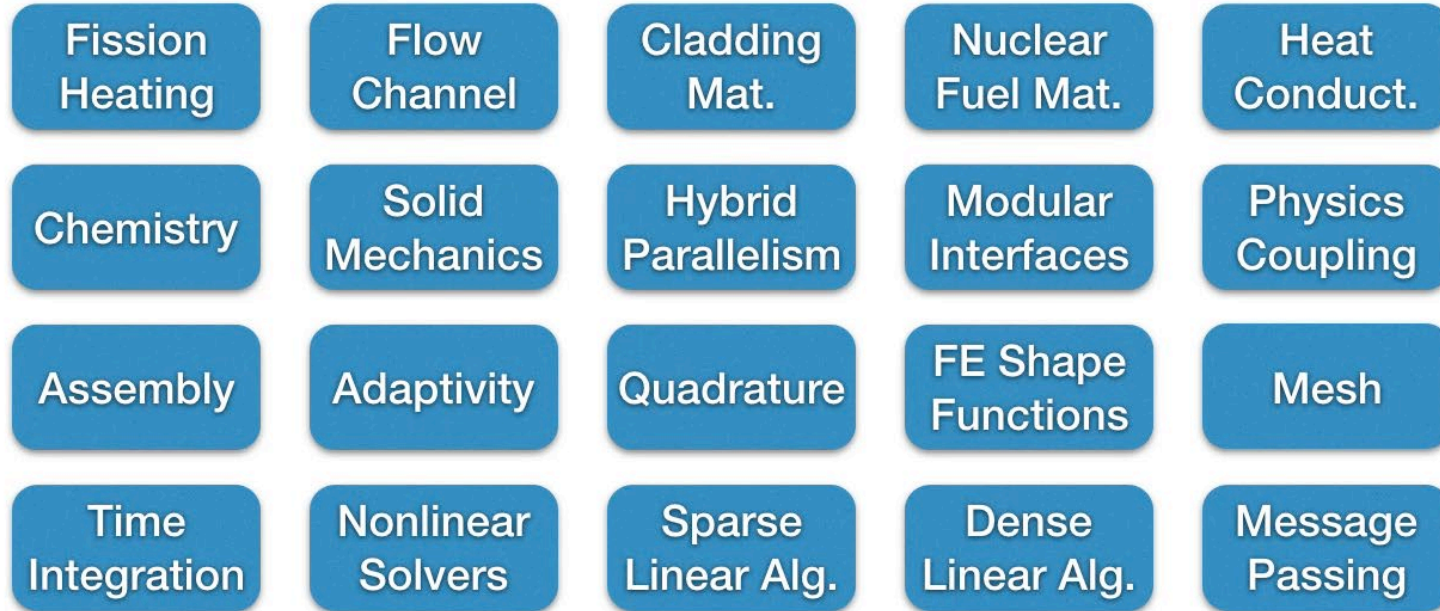 Fission
Heating
Flow
Channel
Cladding
Mat.
Nuclear
Fuel Mat.
Heat
Conduct.
Chemistry
Solid
Mechanics
Hybrid
Parallelism
Modular
Interfaces
Physics
Coupling
Assembly
Adaptivity
Quadrature
FE Shape
Functions
Mesh
Time
Integration
Nonlinear
Solvers
Sparse
Linear Alg.
Dense
Linear Alg.
Message
Passing